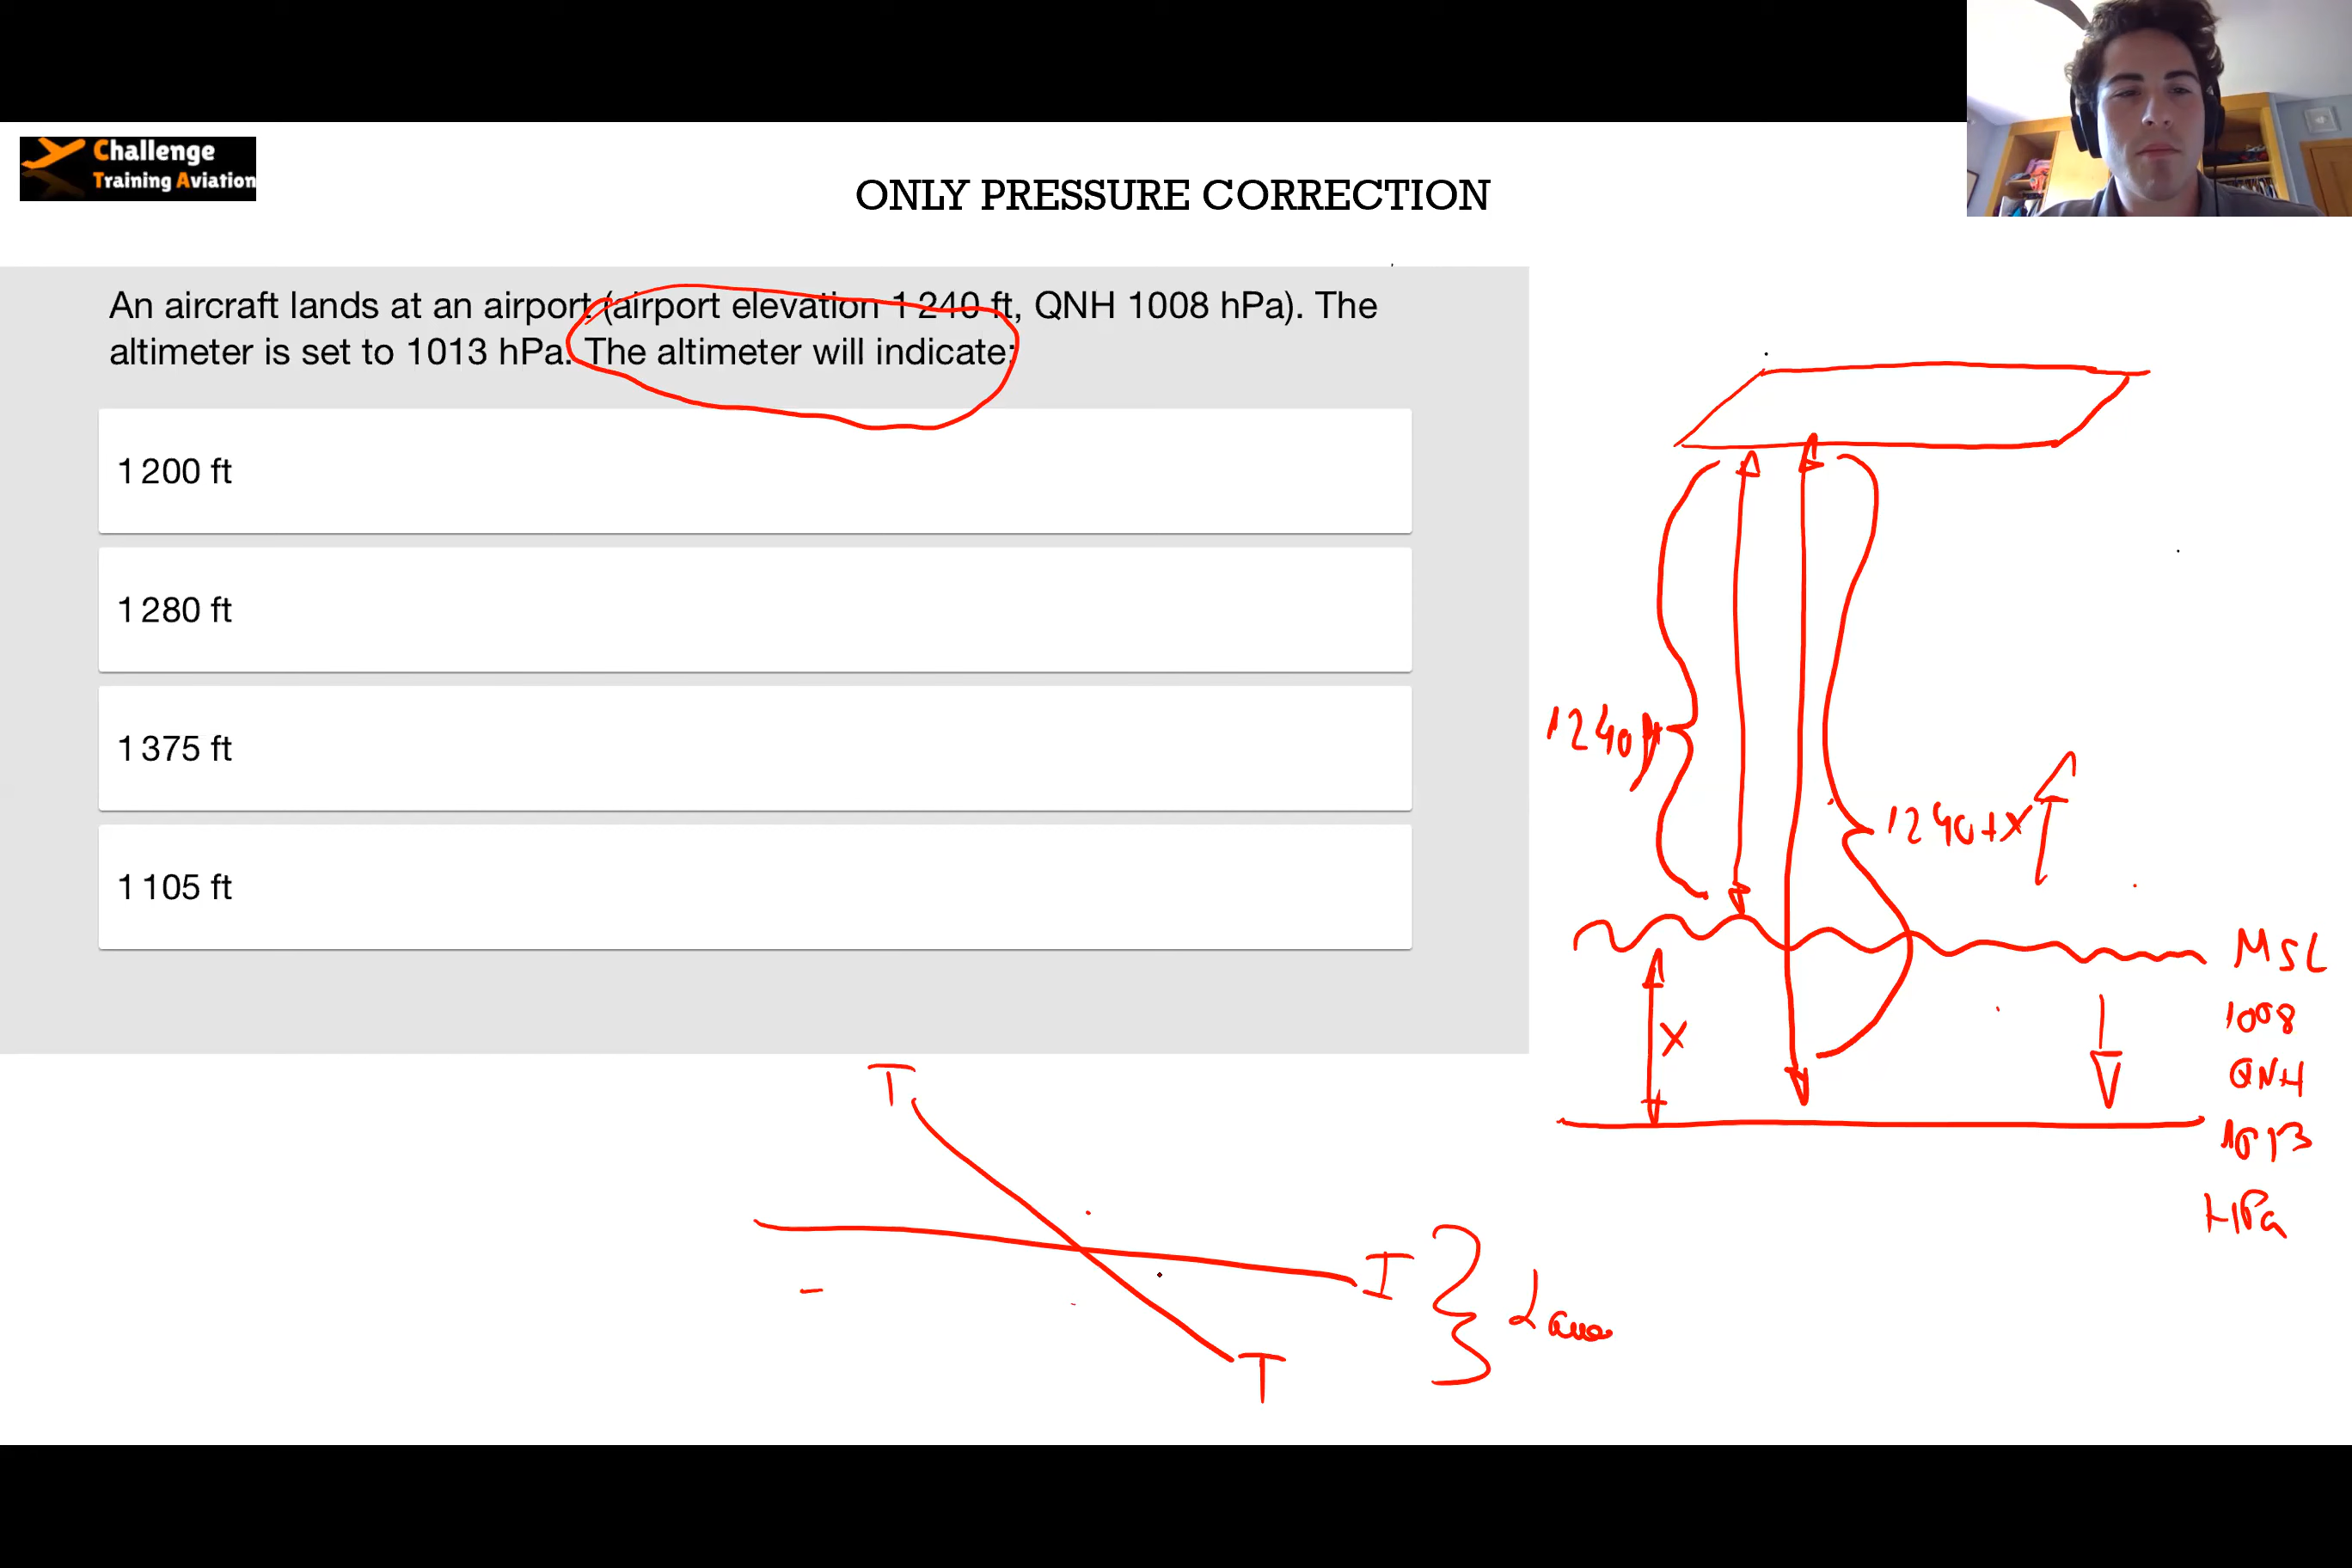 Challenge
Training Aviation
ONLY PRESSURE CORRECTION
An aircraft lands at an airport (airport elevation 1 240 ft, QNH 1008 hPa). The
altimeter is set to 1013 hPa. The altimeter will indicate:
1 200 ft
1 280 ft
1 375 ft
1 105 ft
1240 ft
1240+X
MSL
1008
QNH
X
1013
HPa
T
I
T